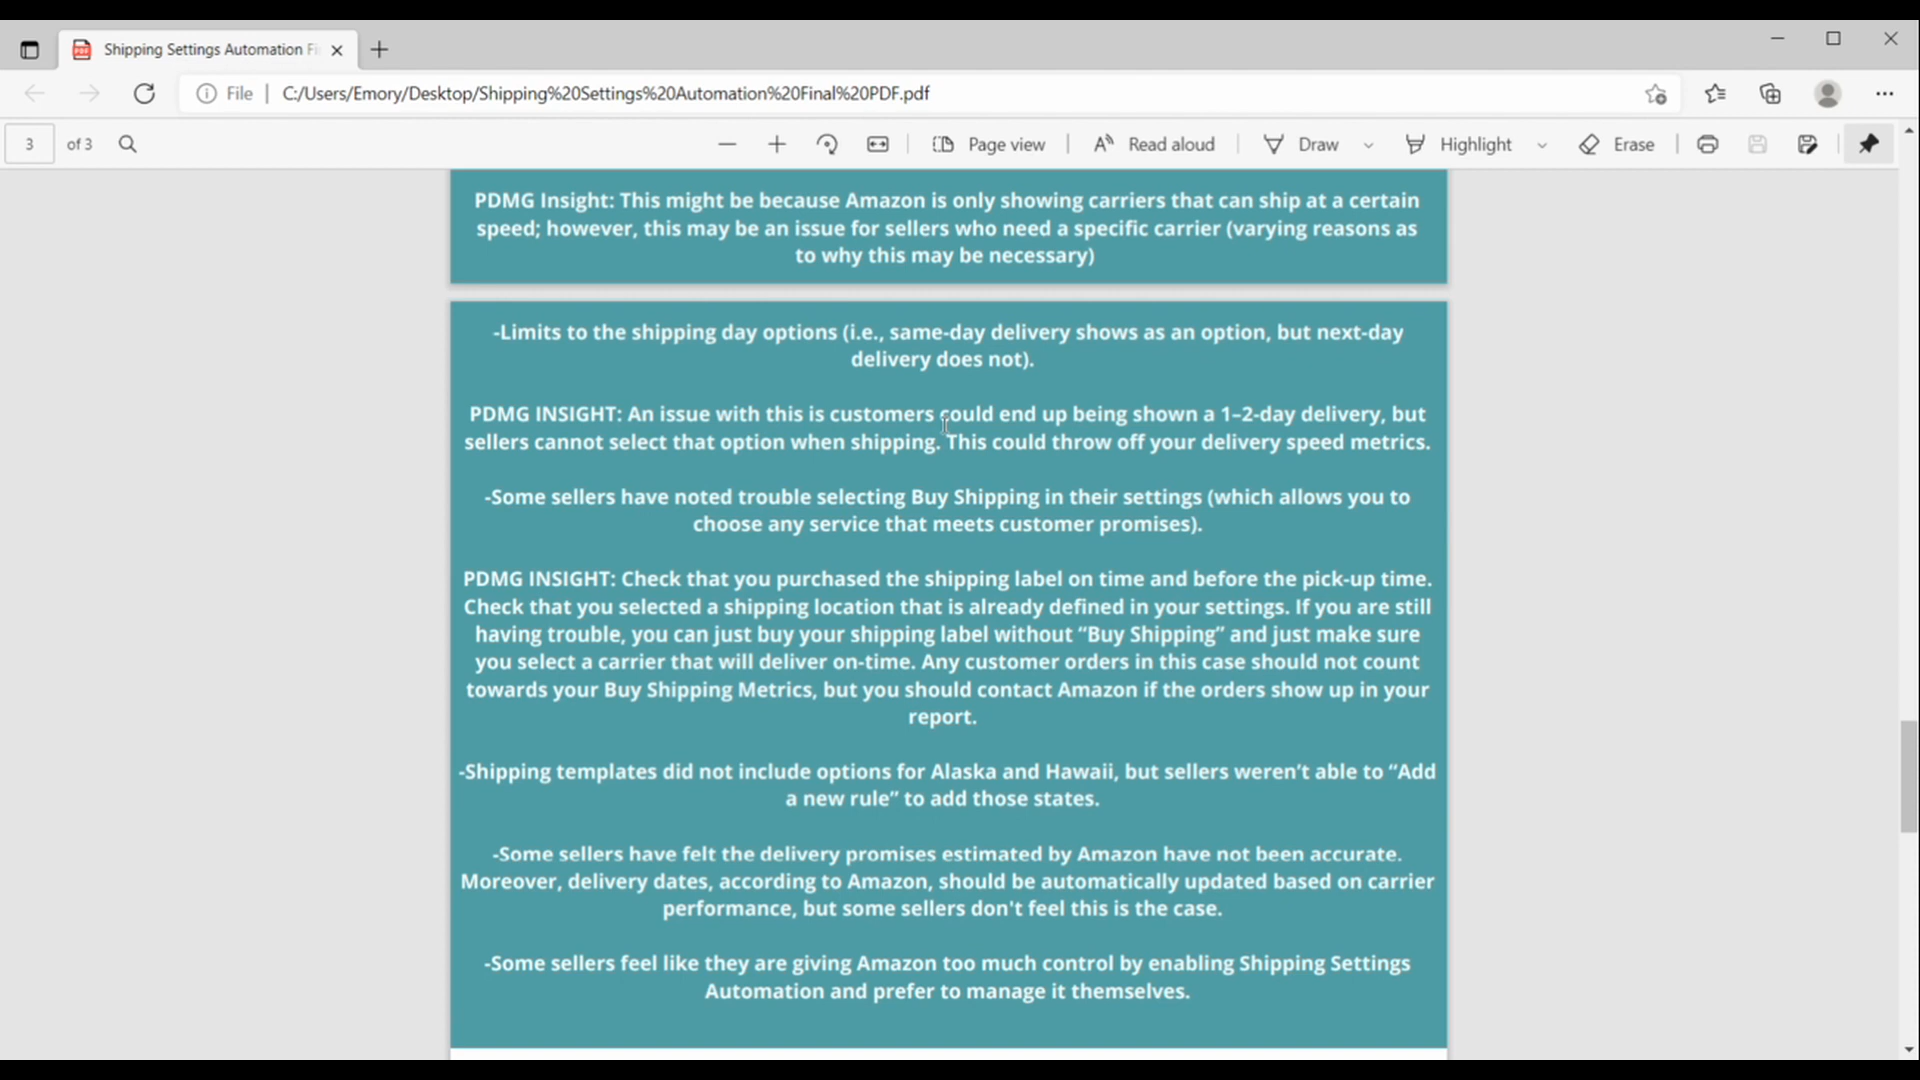 Shipping Settings Automation Fi
File
C:/Users/Emory/Desktop/Shipping%20Settings%20Automation%20Final%20PDF.pdf
3 of 3
Page view
Read aloud
Draw
Highlight
Erase
PDMG Insight: This might be because Amazon is only showing carriers that can ship at a certain
speed; however, this may be an issue for sellers who need a specific carrier (varying reasons as
to why this may be necessary)
-Limits to the shipping day options (i.e., same-day delivery shows as an option, but next-day
delivery does not).
PDMG INSIGHT: An issue with this is customers could end up being shown a 1–2-day delivery, but
sellers cannot select that option when shipping. This could throw off your delivery speed metrics.
-Some sellers have noted trouble selecting Buy Shipping in their settings (which allows you to
choose any service that meets customer promises).
PDMG INSIGHT: Check that you purchased the shipping label on time and before the pick-up time.
Check that you selected a shipping location that is already defined in your settings. If you are still
having trouble, you can just buy your shipping label without “Buy Shipping” and just make sure
you select a carrier that will deliver on-time. Any customer orders in this case should not count
towards your Buy Shipping Metrics, but you should contact Amazon if the orders show up in your
report.
-Shipping templates did not include options for Alaska and Hawaii, but sellers weren’t able to “Add
a new rule” to add those states.
-Some sellers have felt the delivery promises estimated by Amazon have not been accurate.
Moreover, delivery dates, according to Amazon, should be automatically updated based on carrier
performance, but some sellers don't feel this is the case.
-Some sellers feel like they are giving Amazon too much control by enabling Shipping Settings
Automation and prefer to manage it themselves.